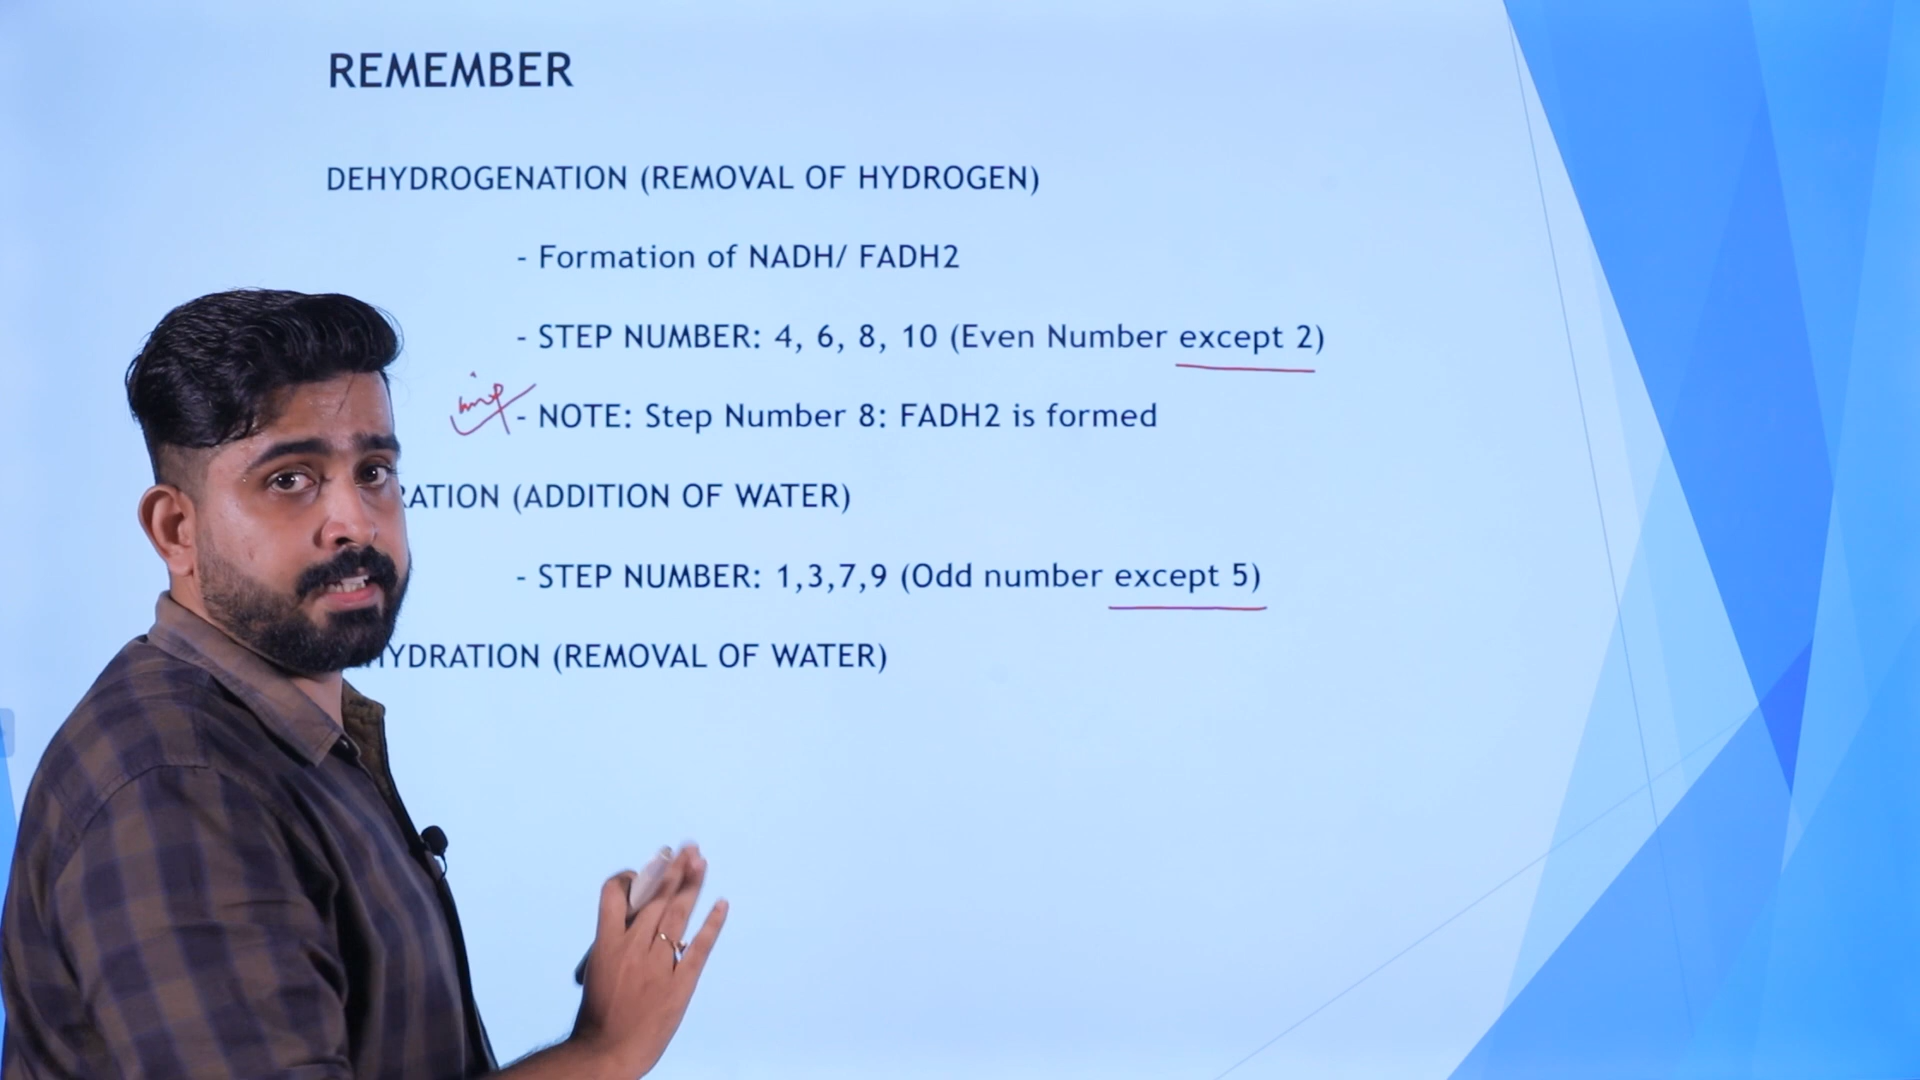 REMEMBER
DEHYDROGENATION (REMOVAL OF HYDROGEN)
- Formation of NADH/ FADH2
- STEP NUMBER: 4, 6, 8, 10 (Even Number except 2)
imp
- NOTE: Step Number 8: FADH2 is formed
RATION (ADDITION OF WATER)
- STEP NUMBER: 1,3,7,9 (Odd number except 5)
HYDRATION (REMOVAL OF WATER)